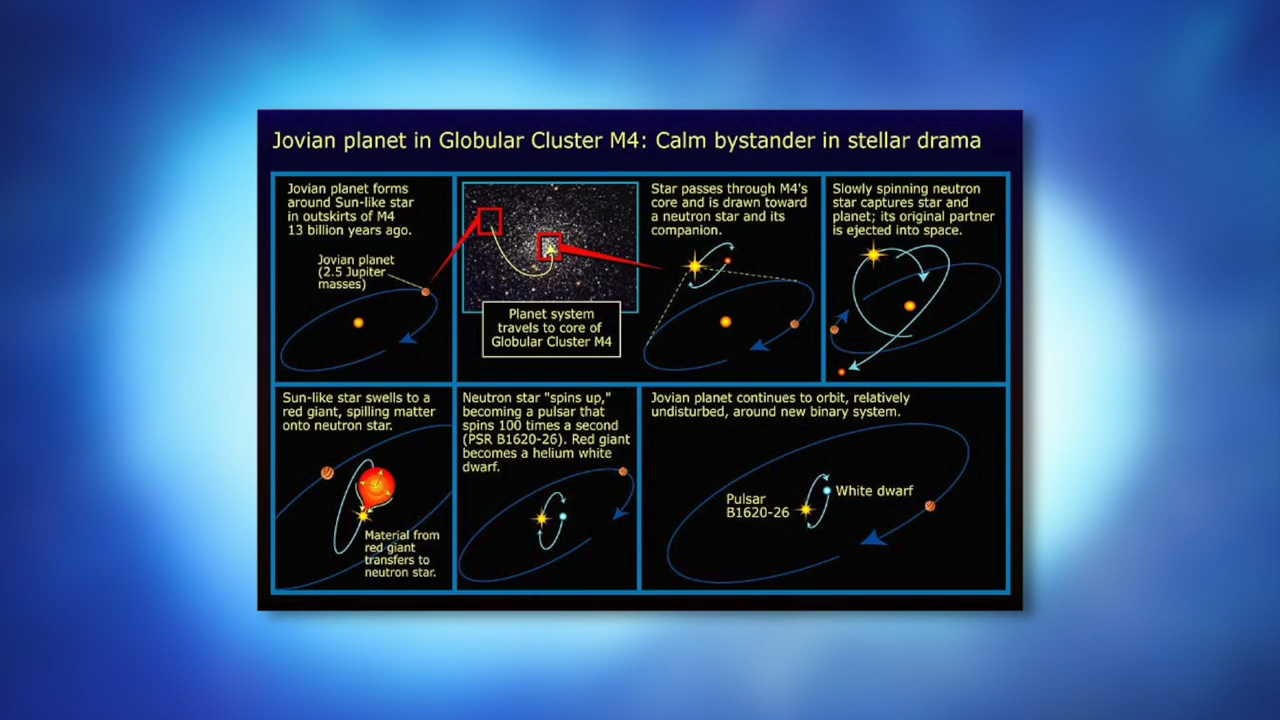 Jovian planet in Globular Cluster M4: Calm bystander in stellar drama
Jovian planet forms
around Sun-like star
in outskirts of M4
13 billion years ago.
Jovian planet
(2.5 Jupiter
masses)
Planet system
travels to core of
Globular Cluster M4
Star passes through M4's
core and is drawn toward
a neutron star and its
companion.
Slowly spinning neutron
star captures star and
planet; its original partner
is ejected into space.
Sun-like star swells to a
red giant, spilling matter
onto neutron star.
Material from
red giant
transfers to
neutron star.
Neutron star "spins up,"
becoming a pulsar that
spins 100 times a second
(PSR B1620-26). Red giant
becomes a helium white
dwarf.
Jovian planet continues to orbit, relatively
undisturbed, around new binary system.
Pulsar
B1620-26
White dwarf